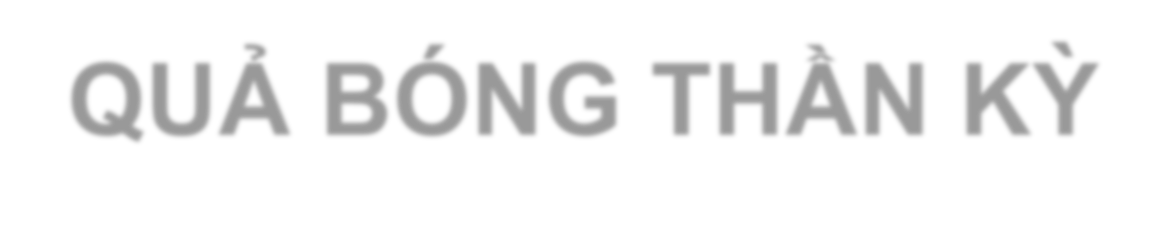 QUẢ BÓNG THẦN KỲ